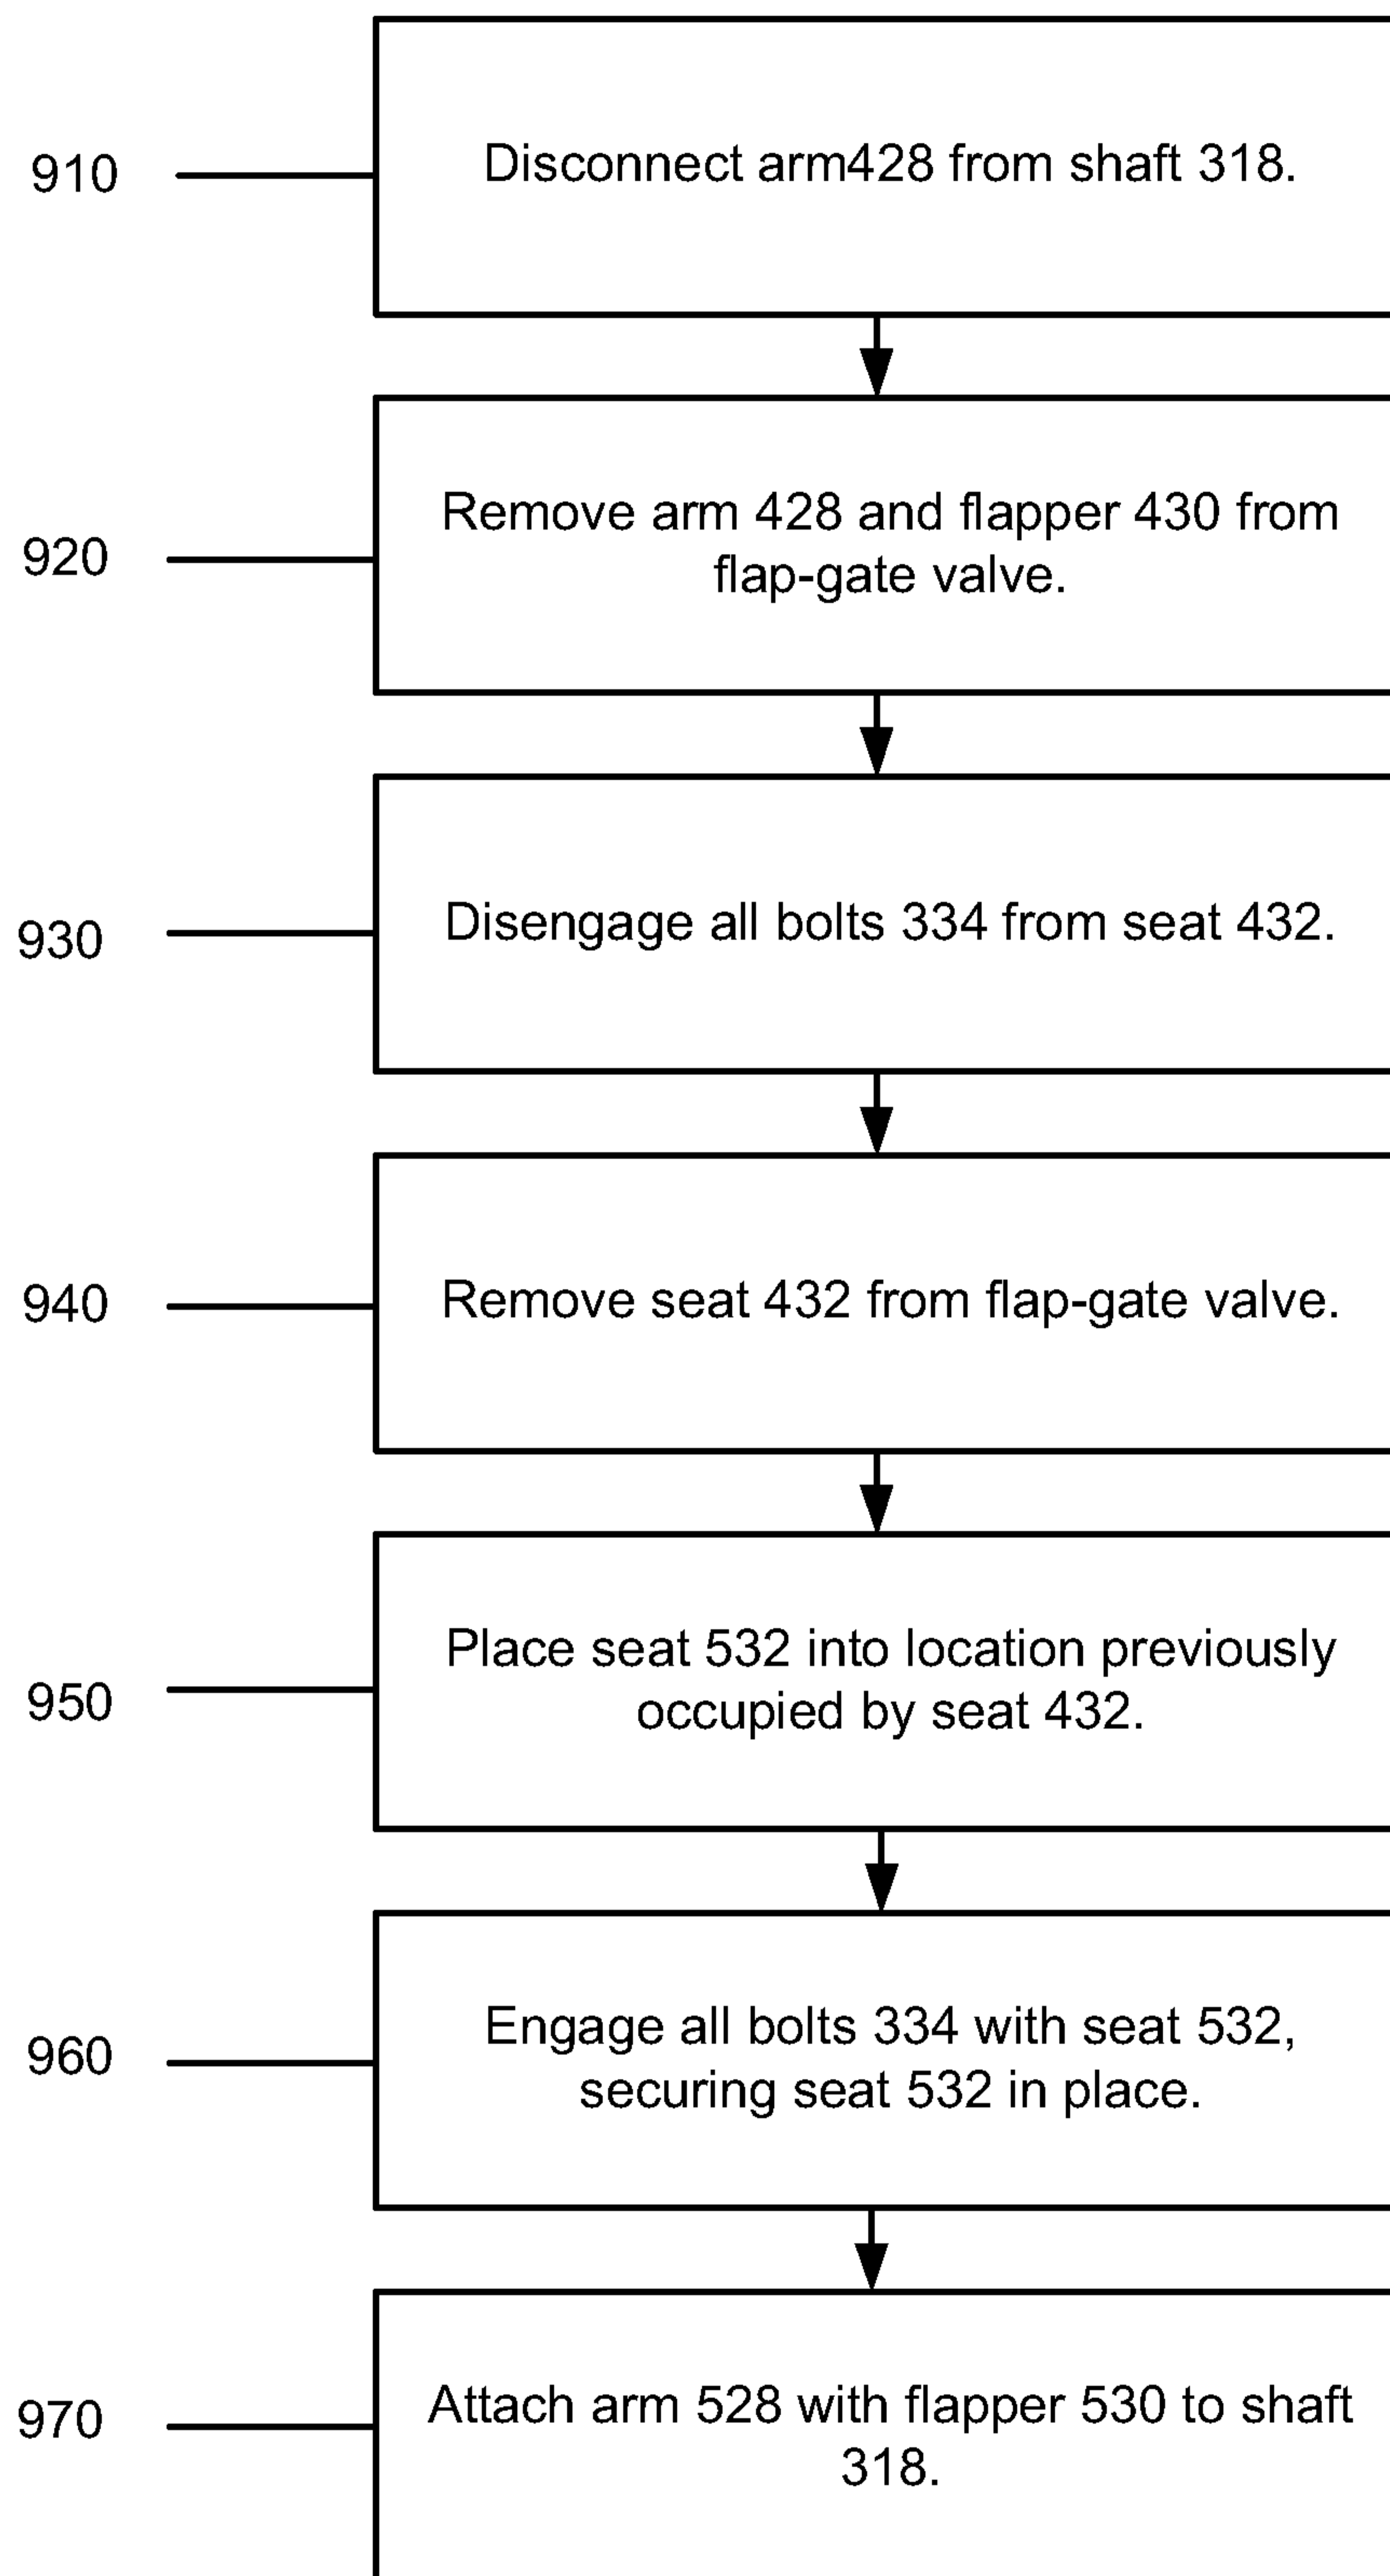 910
Disconnect arm428 from shaft 318.
920
Remove arm 428 and flapper 430 from
flap-gate valve.
930
Disengage all bolts 334 from seat 432.
940
Remove seat 432 from flap-gate valve.
950
Place seat 532 into location previously
occupied by seat 432.
960
Engage all bolts 334 with seat 532,
securing seat 532 in place.
970
Attach arm 528 with flapper 530 to shaft
318.